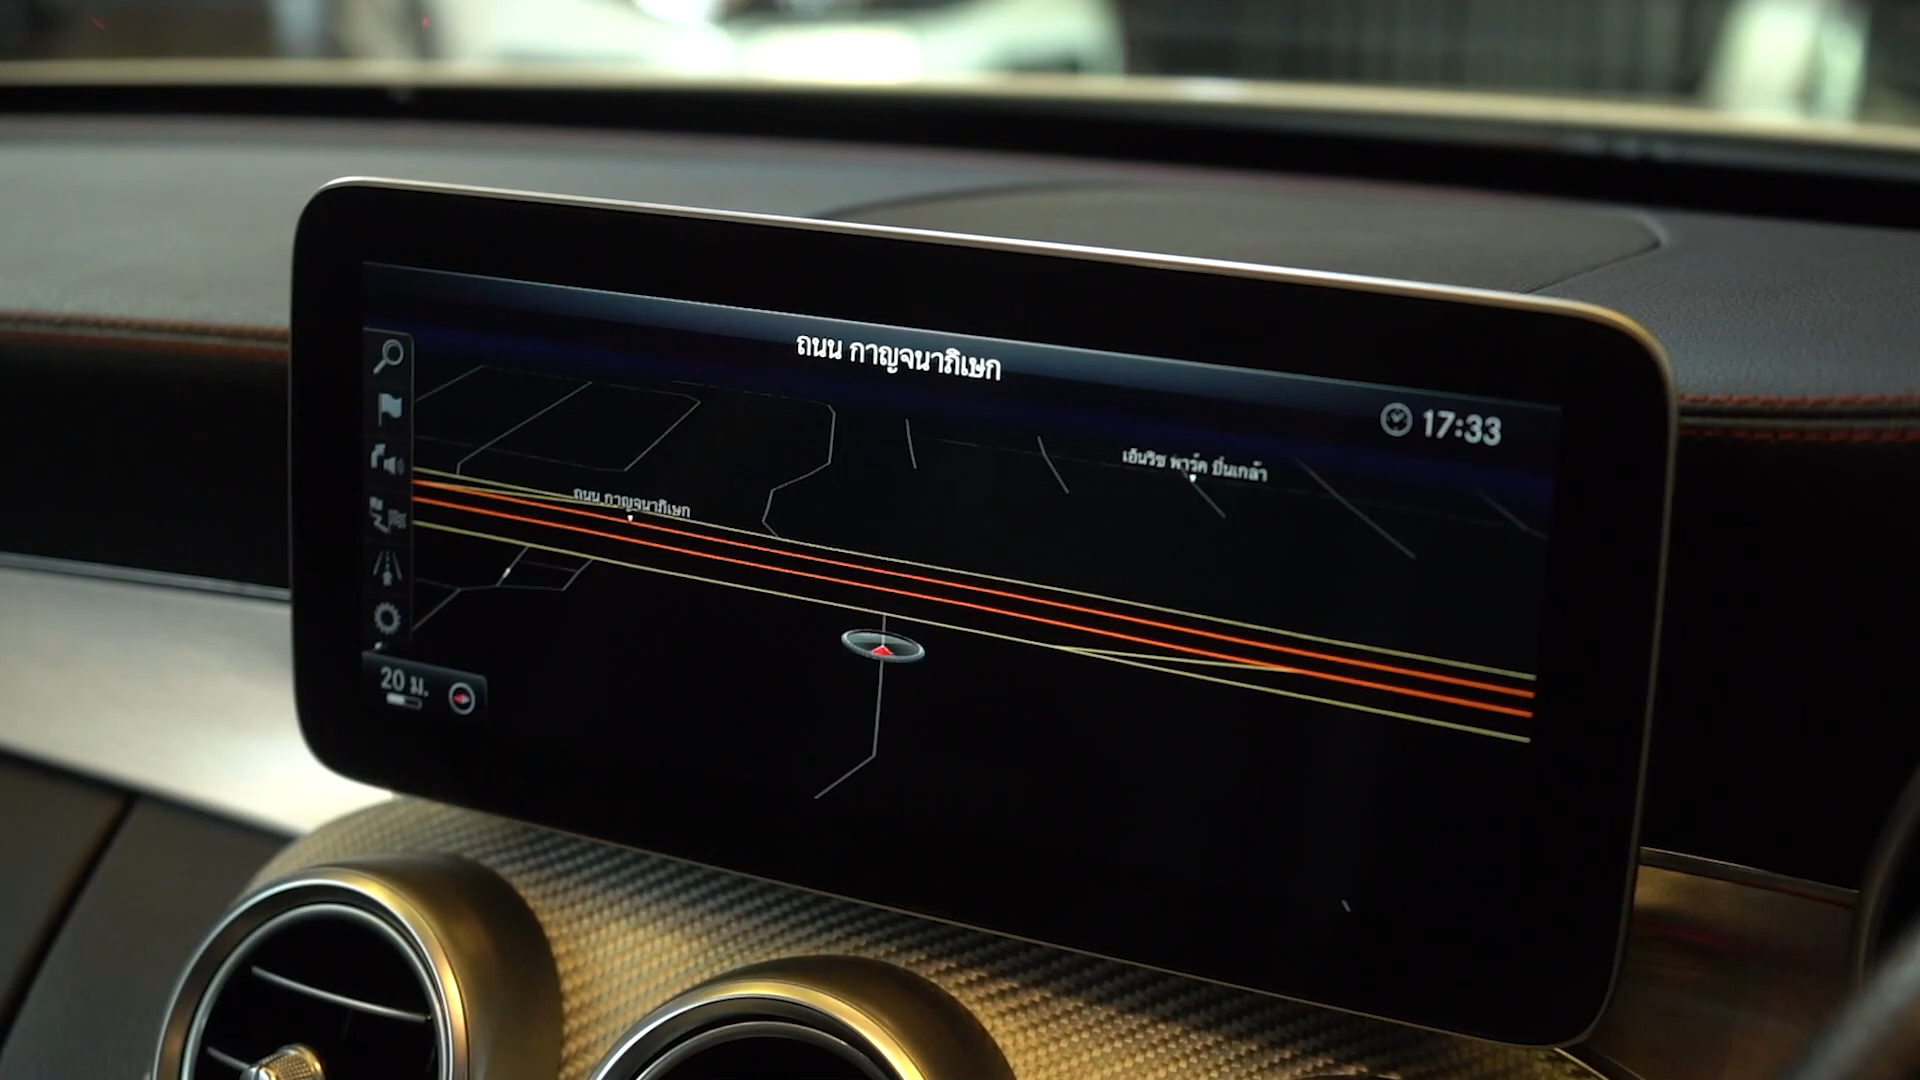 ถนน กาญจนาภิเษก
17:33
เอ็นวิช พาร์ค ปิ่นเกล้า
ถนน กาญจนาภิเษก
20 ม.